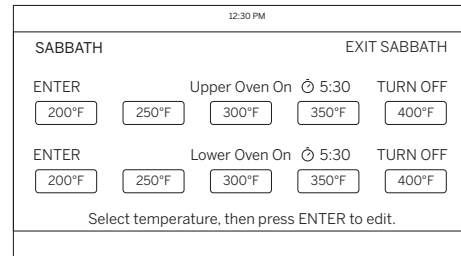 12:30 PM
SABBATH EXIT SABBATH
ENTER Upper Oven On 5:30 TURN OFF
200°F 250°F 300°F 350°F 400°F
ENTER Lower Oven On 5:30 TURN OFF
200°F 250°F 300°F 350°F 400°F
Select temperature, then press ENTER to edit.